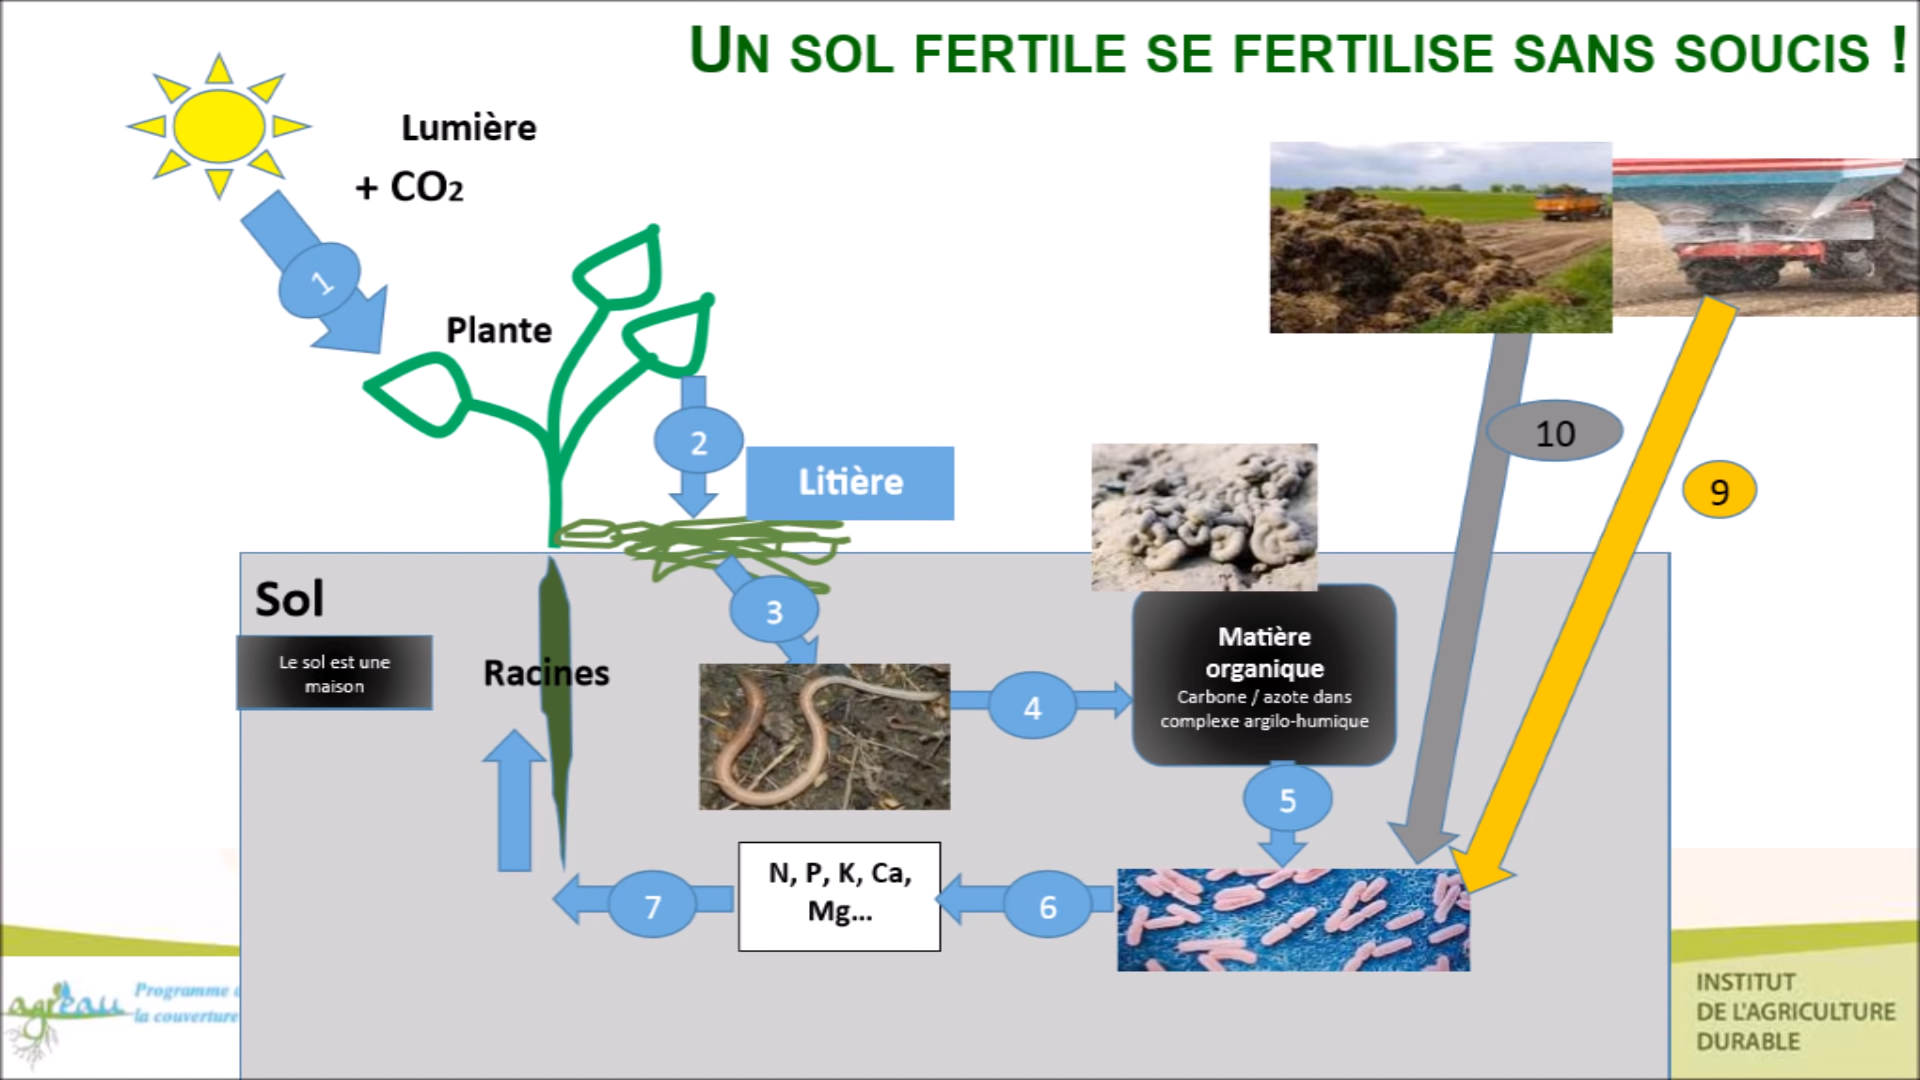 UN SOL FERTILE SE FERTILISE SANS SOUCIS !
Lumière
+ CO2
1
Plante
2
Litière
10
9
Sol
3
Le sol est une
maison
Racines
4
Matière
organique
Carbone / azote dans
complexe argilo-humique
5
N, P, K, Ca,
Mg...
7
6
agr'eau
Programme
la couverture
INSTITUT
DE L'AGRICULTURE
DURABLE